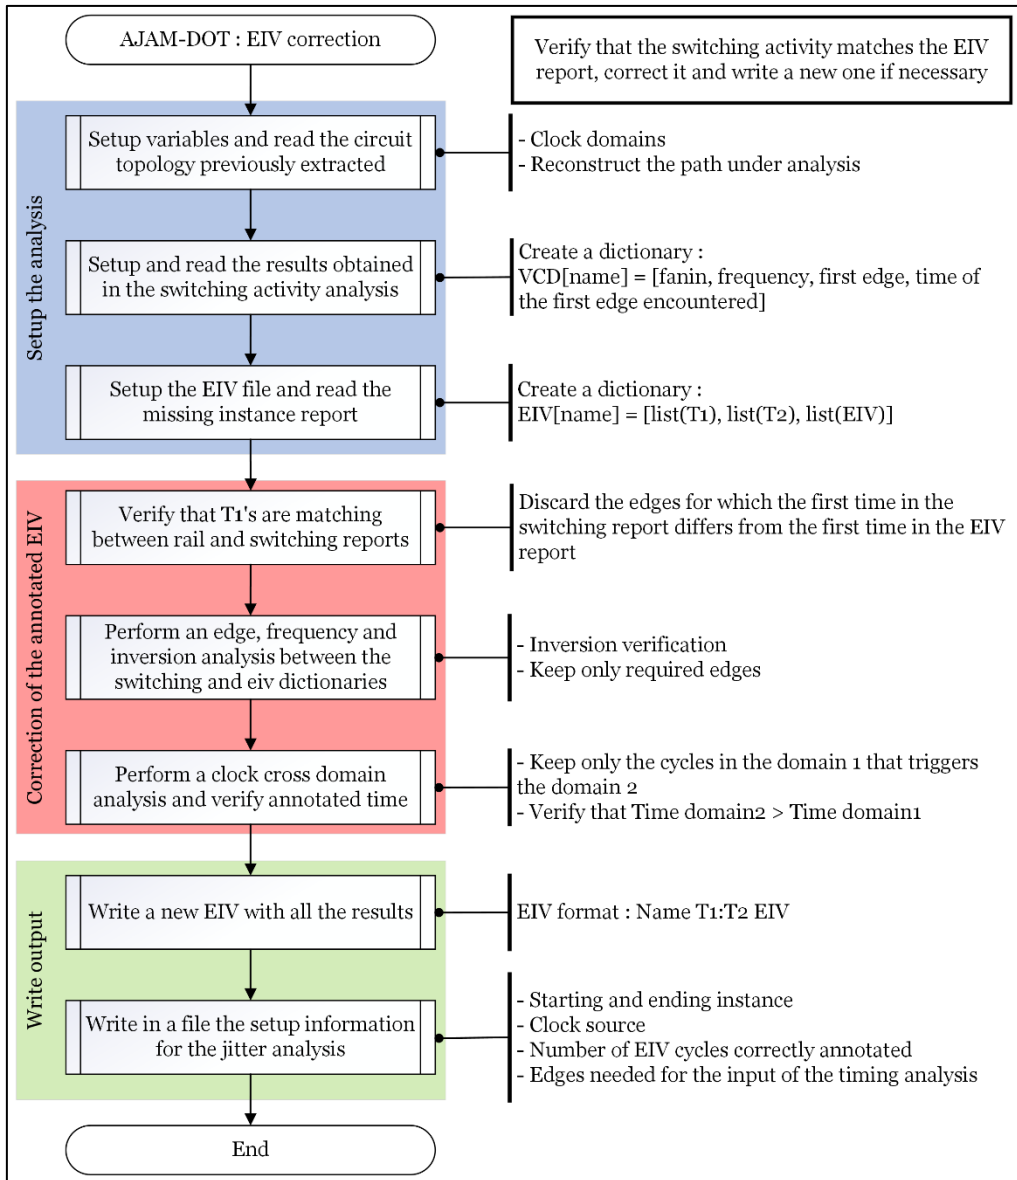 AJAM-DOT : EIV correction
Verify that the switching activity matches the EIV
report, correct it and write a new one if necessary
Setup the analysis
Setup variables and read the circuit
topology previously extracted
- Clock domains
- Reconstruct the path under analysis
Setup and read the results obtained
in the switching activity analysis
Create a dictionary :
VCD[name] = [fanin, frequency, first edge, time of
the first edge encountered]
Setup the EIV file and read the
missing instance report
Create a dictionary :
EIV[name] = [list(T1), list(T2), list(EIV)]
Correction of the annotated EIV
Verify that T1's are matching
between rail and switching reports
Discard the edges for which the first time in the
switching report differs from the first time in the EIV
report
Perform an edge, frequency and
inversion analysis between the
switching and eiv dictionaries
- Inversion verification
- Keep only required edges
Perform a clock cross domain
analysis and verify annotated time
- Keep only the cycles in the domain 1 that triggers
the domain 2
- Verify that Time domain2 > Time domain1
Write output
Write a new EIV with all the results
EIV format : Name T1:T2 EIV
Write in a file the setup information
for the jitter analysis
- Starting and ending instance
- Clock source
- Number of EIV cycles correctly annotated
- Edges needed for the input of the timing analysis
End